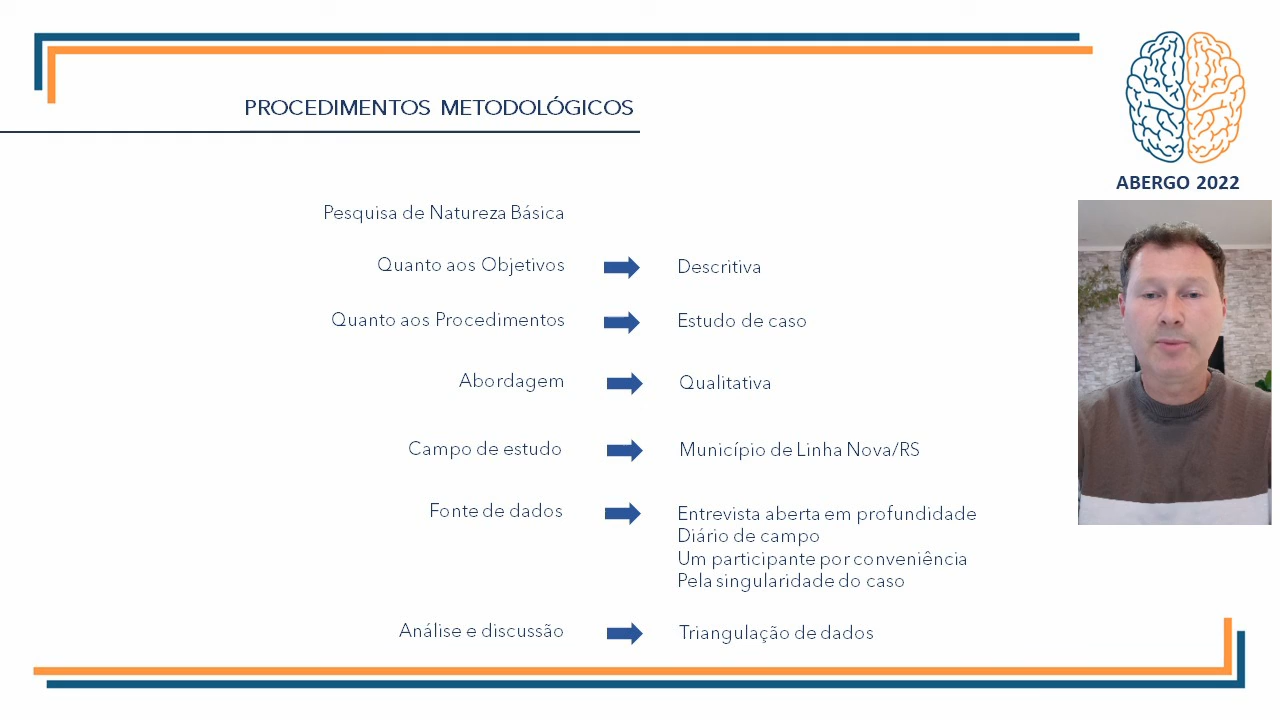 PROCEDIMENTOS METODOLÓGICOS
ABERGO 2022
Pesquisa de Natureza Básica
Quanto aos Objetivos
Descritiva
Quanto aos Procedimentos
Estudo de caso
Abordagem
Qualitativa
Campo de estudo
Município de Linha Nova/RS
Fonte de dados
Entrevista aberta em profundidade
Diário de campo
Um participante por conveniência
Pela singularidade do caso
Análise e discussão
Triangulação de dados